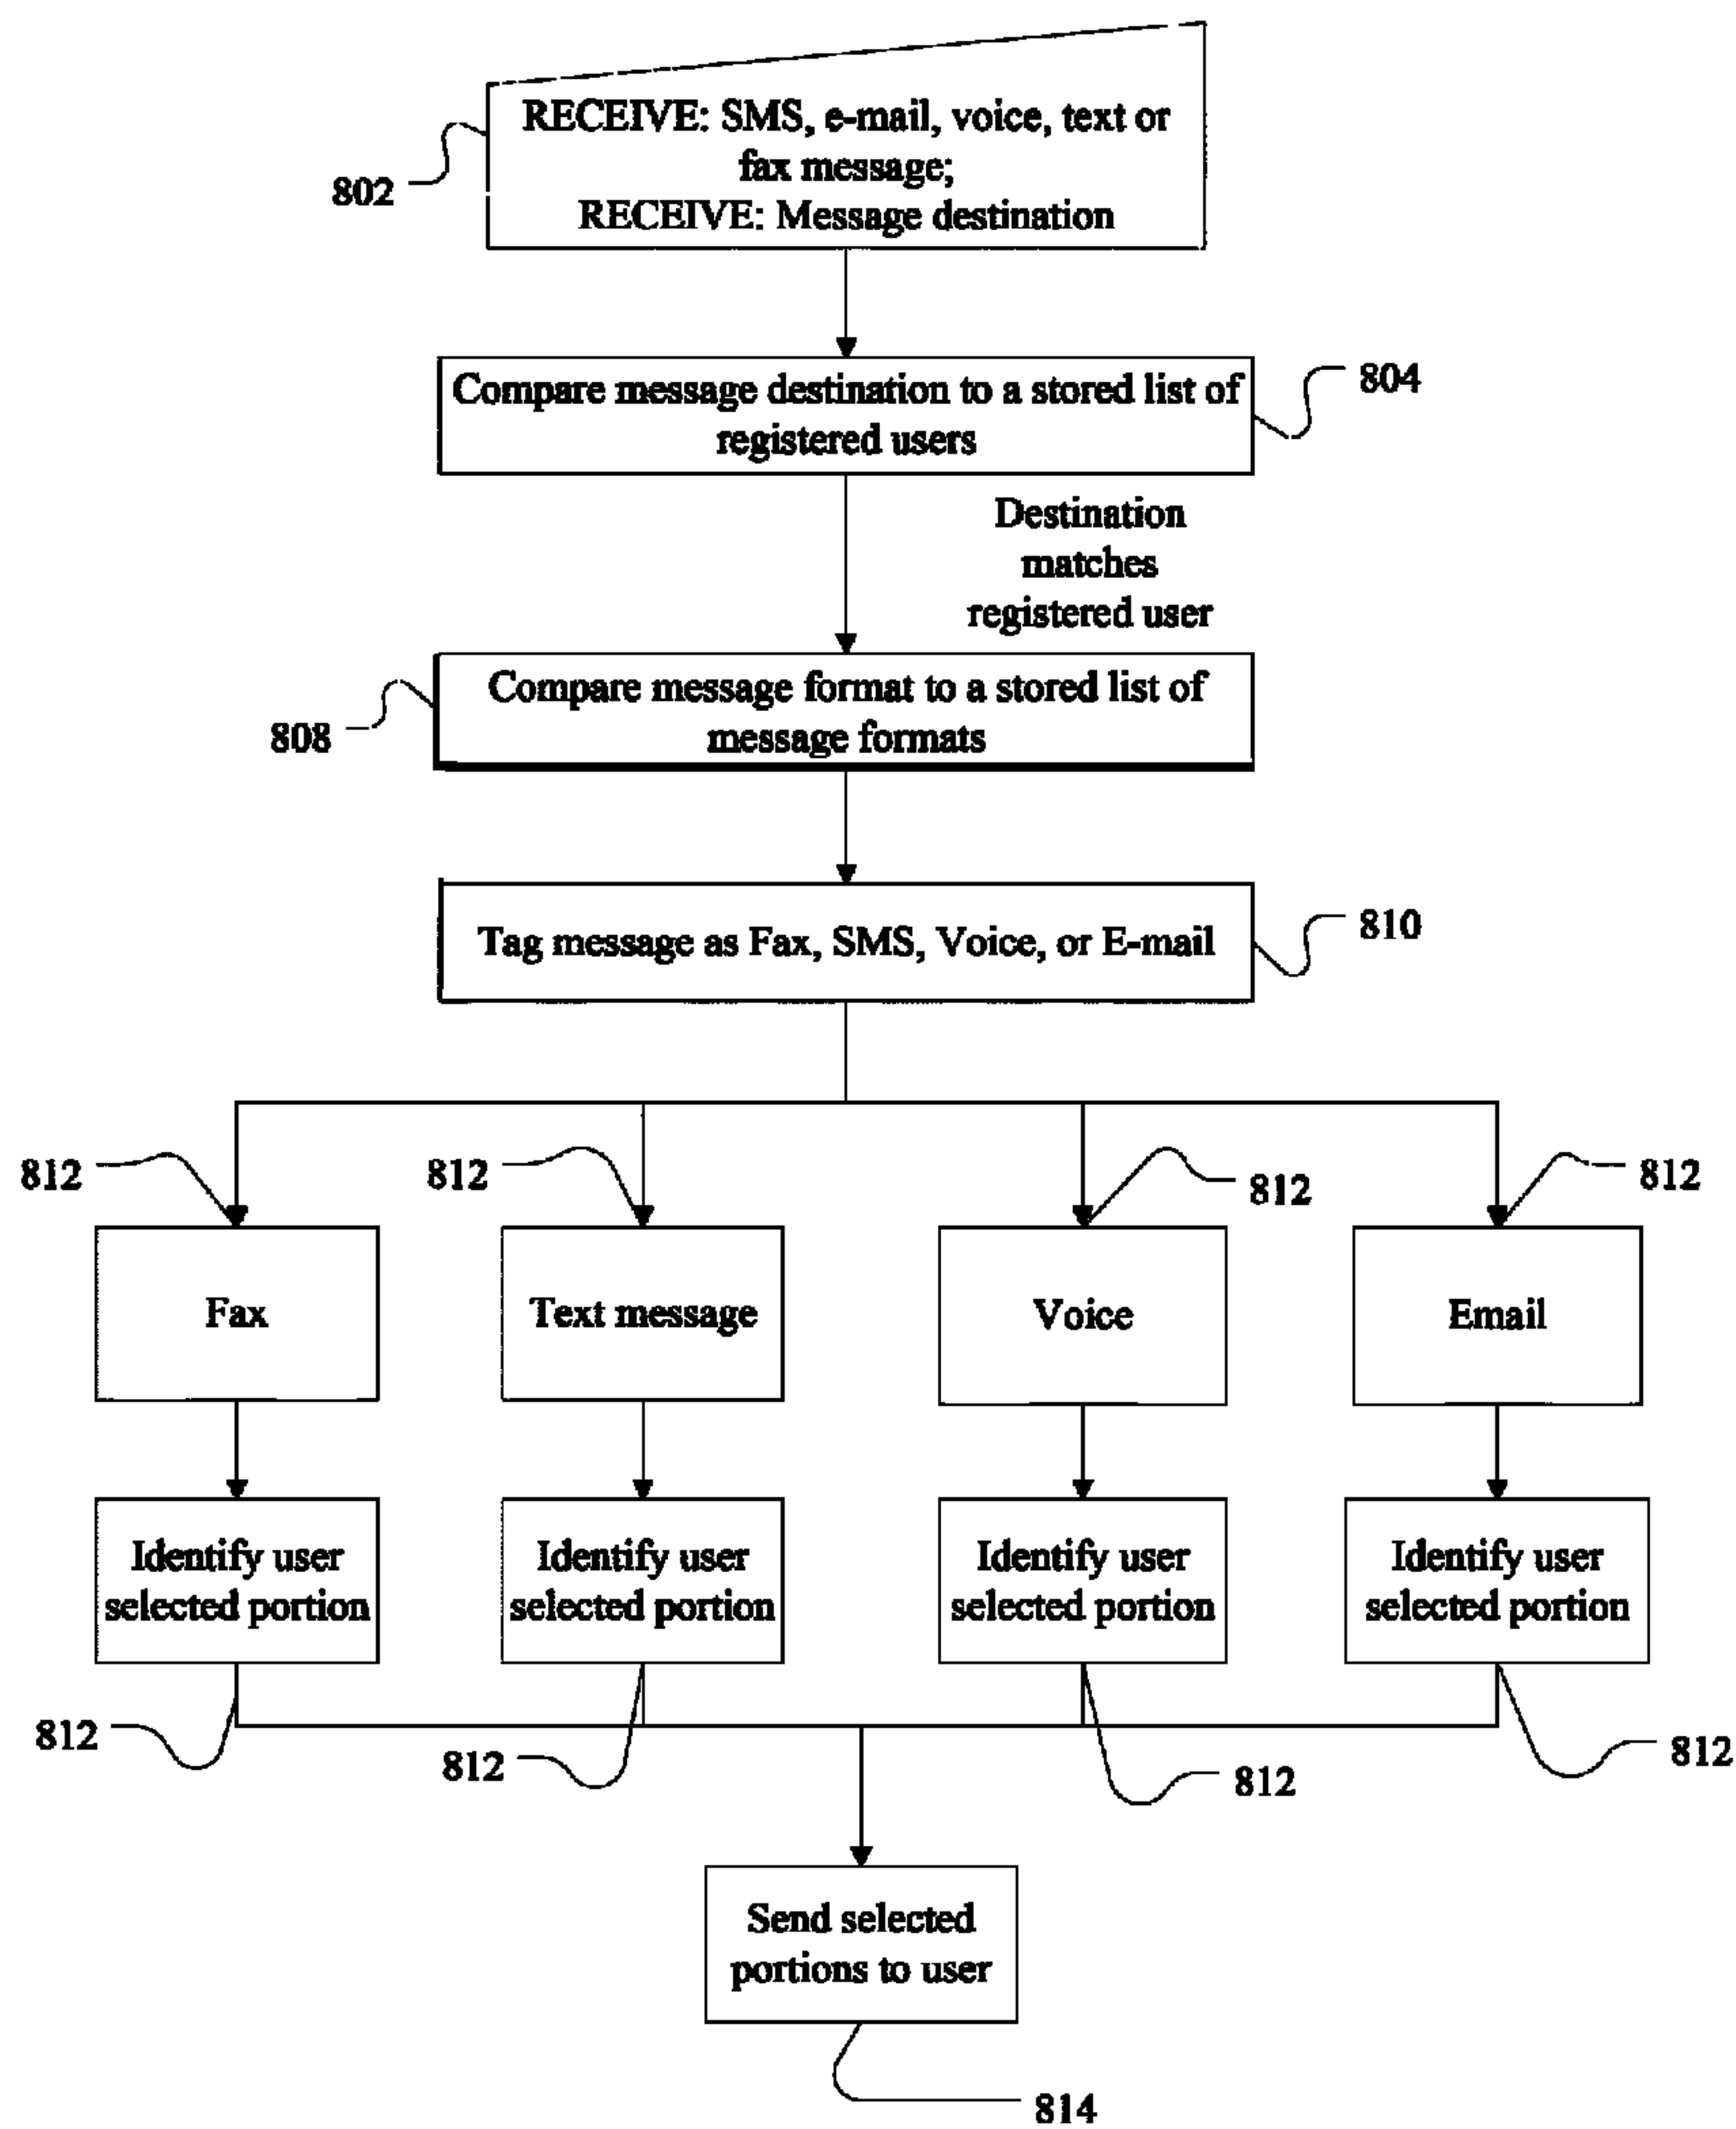 RECEIVE: SMS, e-mail, voice, text or
fax message;
RECEIVE: Message destination
802
Compare message destination to a stored list of
registered users
804
Destination
matches
registered user
Compare message format to a stored list of
message formats
808
Tag message as Fax, SMS, Voice, or E-mail
810
812
812
812
812
Fax
Text message
Voice
Email
Identify user
selected portion
Identify user
selected portion
Identify user
selected portion
Identify user
selected portion
812
812
812
812
Send selected
portions to user
814